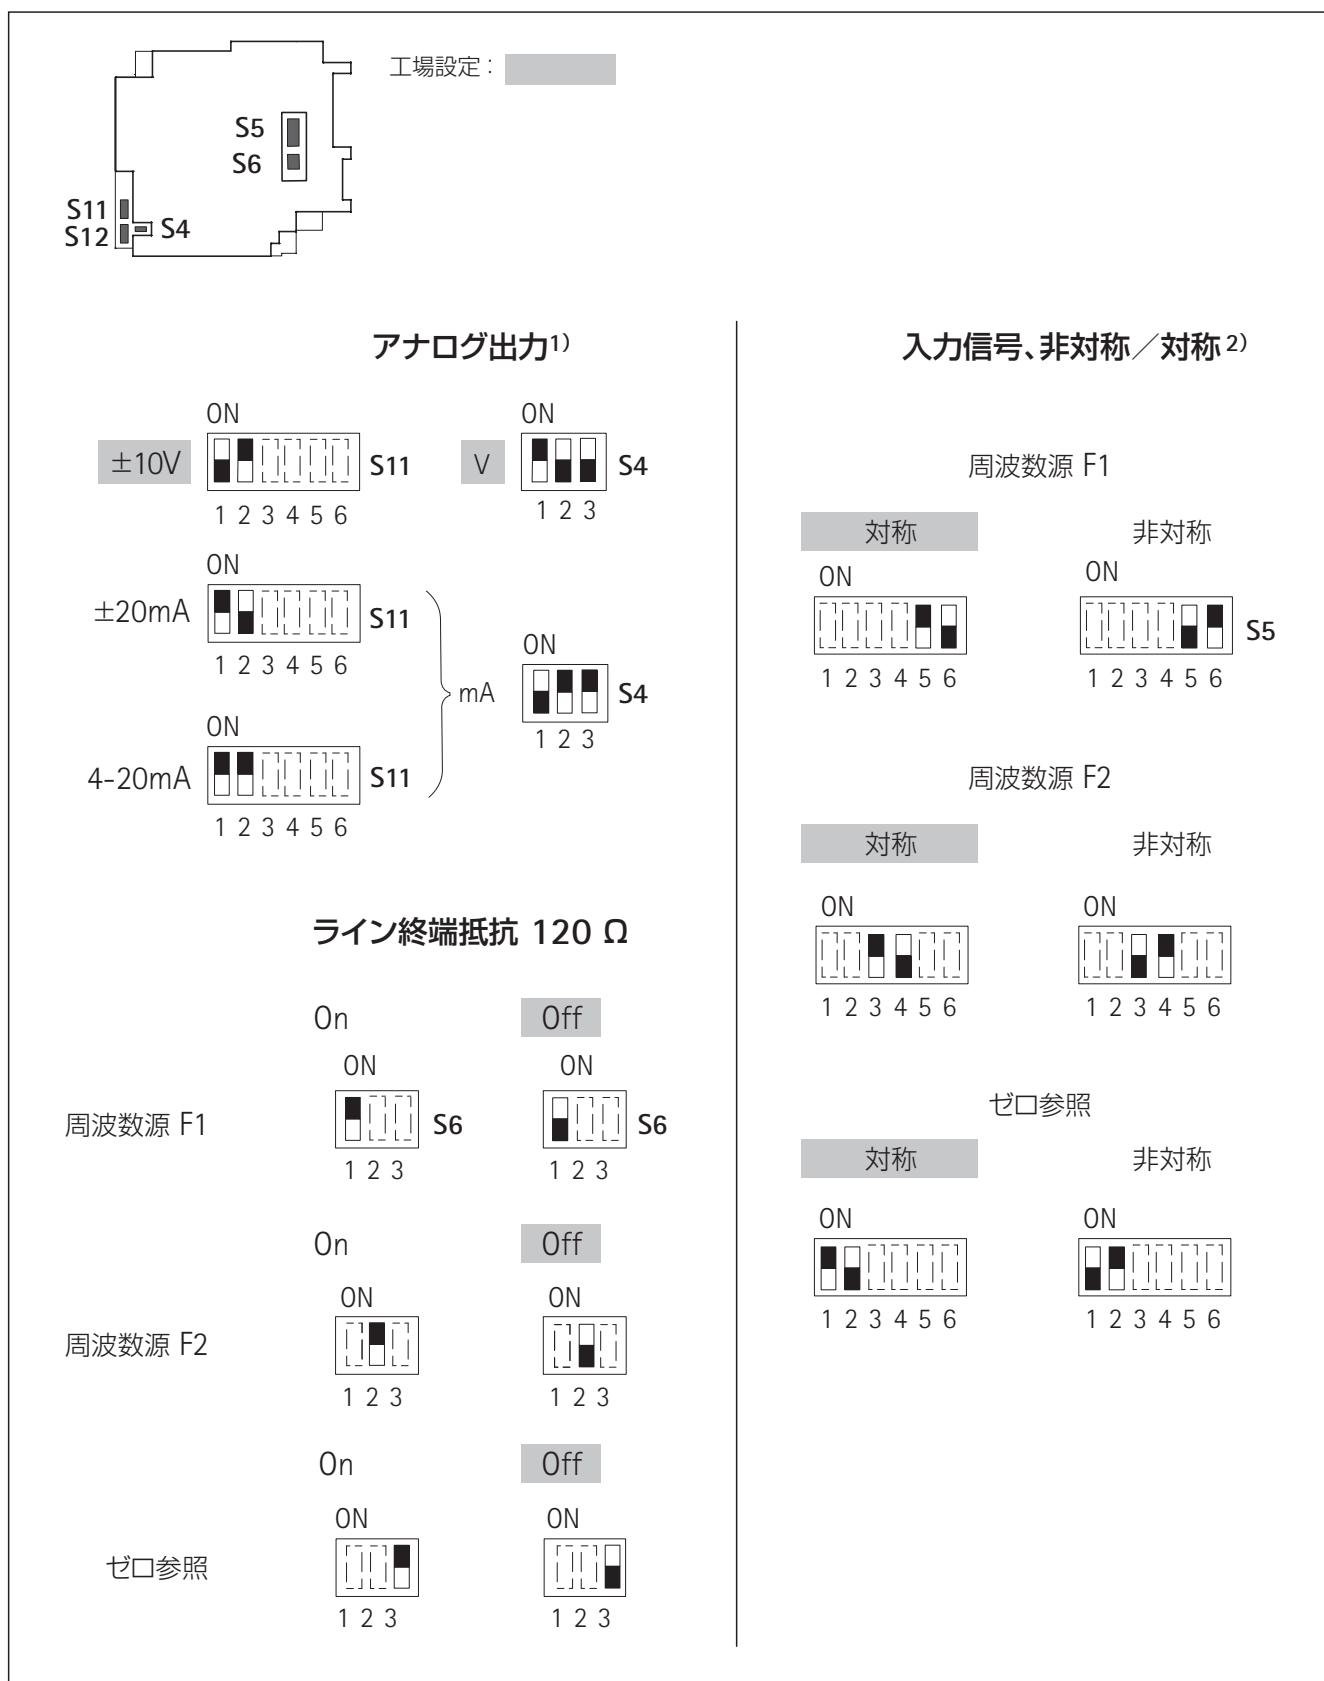 工場設定：
S5
S6
S11
S12
S4
アナログ出力1)
ON
±10V
S11
1 2 3 4 5 6
ON
V
S4
1 2 3
ON
±20mA
S11
1 2 3 4 5 6
ON
4-20mA
S11
1 2 3 4 5 6
mA
ON
S4
1 2 3
ライン終端抵抗 120 Ω
On
Off
周波数源 F1
ON
S6
1 2 3
ON
S6
1 2 3
On
Off
周波数源 F2
ON
1 2 3
ON
1 2 3
On
Off
ゼロ参照
ON
1 2 3
ON
1 2 3
入力信号、非対称／対称2)
周波数源 F1
対称
非対称
ON
1 2 3 4 5 6
ON
S5
1 2 3 4 5 6
周波数源 F2
対称
非対称
ON
1 2 3 4 5 6
ON
1 2 3 4 5 6
ゼロ参照
対称
非対称
ON
1 2 3 4 5 6
ON
1 2 3 4 5 6